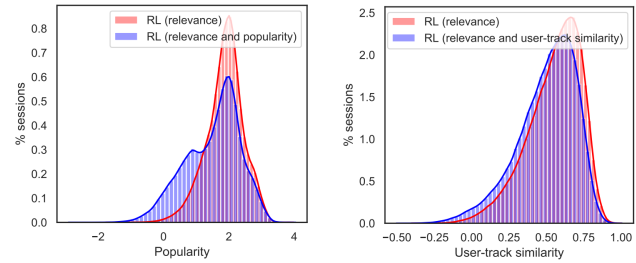 RL (relevance)
RL (relevance and popularity)
% sessions
0.8
0.7
0.6
0.5
0.4
0.3
0.2
0.1
0.0
−2 0 2 4
Popularity
RL (relevance)
RL (relevance and user-track similarity)
% sessions
2.5
2.0
1.5
1.0
0.5
0.0
−0.50 −0.25 0.00 0.25 0.50 0.75 1.00
User-track similarity